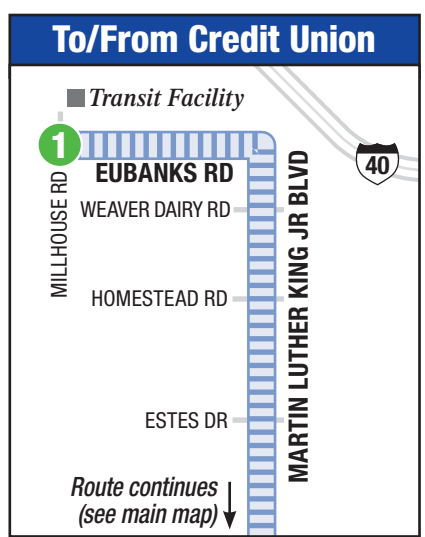 To/From Credit Union
Transit Facility
1
EUBANKS RD
40
MILLHOUSE RD
WEAVER DAIRY RD
MARTIN LUTHER KING JR BLVD
HOMESTEAD RD
ESTES DR
Route continues
(see main map)